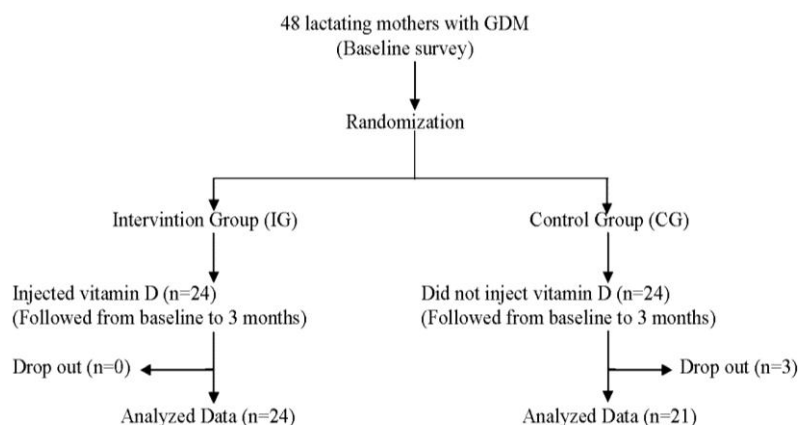 48 lactating mothers with GDM
(Baseline survey)
Randomization
Intervintion Group (IG)
Control Group (CG)
Injected vitamin D (n=24)
(Followed from baseline to 3 months)
Did not inject vitamin D (n=24)
(Followed from baseline to 3 months)
Drop out (n=0)
Drop out (n=3)
Analyzed Data (n=24)
Analyzed Data (n=21)